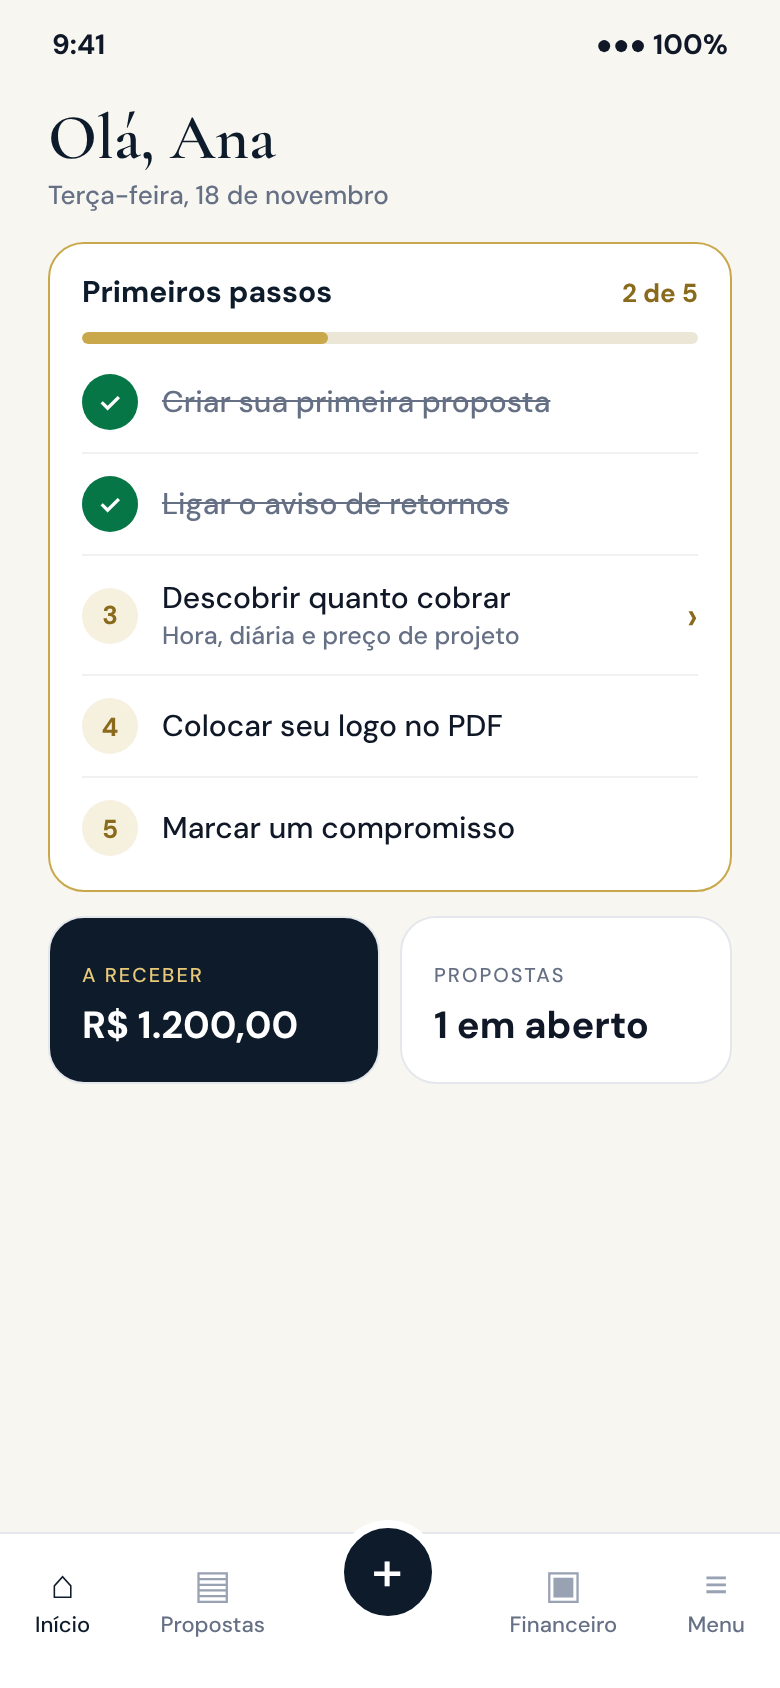 9:41
●●● 100%
Olá, Ana
Terça-feira, 18 de novembro
Primeiros passos
2 de 5
Criar sua primeira proposta
Ligar o aviso de retornos
3
Descobrir quanto cobrar
Hora, diária e preço de projeto
›
4
Colocar seu logo no PDF
5
Marcar um compromisso
A RECEBER
R$ 1.200,00
PROPOSTAS
1 em aberto
+
Início
Propostas
Financeiro
Menu